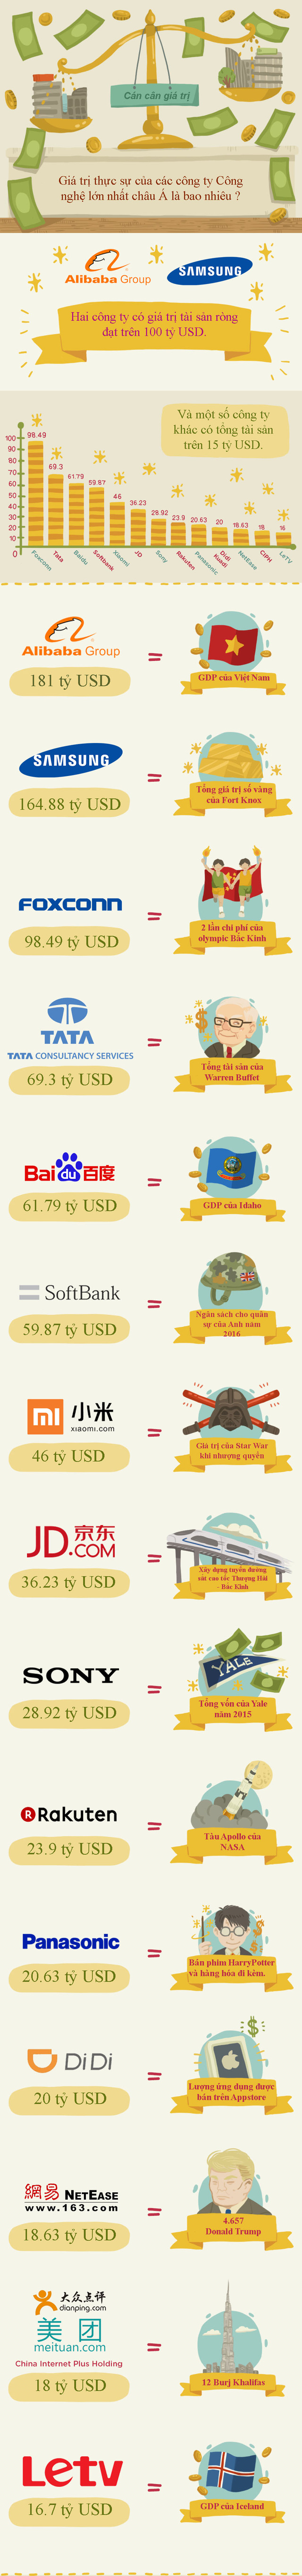 Cán cân giá trị
Giá trị thực sự của các công ty Công
nghệ lớn nhất châu Á là bao nhiêu ?
Alibaba Group
SAMSUNG
Hai công ty có giá trị tài sản ròng
đạt trên 100 tỷ USD.
Và một số công ty
khác có tổng tài sản
trên 15 tỷ USD.
100
90
80
70
60
50
40
30
20
10
0
98.49
69.3
61.79
59.87
46
36.23
28.92
23.9
20.63
20
18.63
18
16
Foxconn
Tata
Baidu
Softbank
Xiaomi
JD
Sony
Rakuten
Panasonic
Didi
Kundi
NetEase
CIPH
LeTV
Alibaba Group
181 tỷ USD
=
GDP của Việt Nam
SAMSUNG
164.88 tỷ USD
=
Tổng giá trị số vàng
của Fort Knox
FOXCONN
98.49 tỷ USD
=
2 lần chi phí của
olympic Bắc Kinh
TATA
TATA CONSULTANCY SERVICES
69.3 tỷ USD
=
Tổng tài sản của
Warren Buffet
Bai du 百度
61.79 tỷ USD
=
GDP của Idaho
SoftBank
59.87 tỷ USD
=
Ngân sách cho quân
sự của Anh năm
2016
mi 小米
xiaomi.com
46 tỷ USD
=
Giá trị của Star War
khi nhượng quyền
JD 京东
.COM
36.23 tỷ USD
=
Xây dựng tuyến đường
sắt cao tốc Thượng Hải
- Bắc Kinh
SONY
28.92 tỷ USD
=
YALE
Tổng vốn của Yale
năm 2015
R Rakuten
23.9 tỷ USD
=
Tàu Apollo của
NASA
Panasonic
20.63 tỷ USD
=
Bản phim HarryPotter
và hàng hóa đi kèm.
DiDi
20 tỷ USD
=
Lượng ứng dụng được
bán trên Appstore
網易 NETEASE
www.163.com
18.63 tỷ USD
=
4.657
Donald Trump
大众点评
dianping.com
美团
meituan.com
China Internet Plus Holding
18 tỷ USD
=
12 Burj Khalifas
Letv
16.7 tỷ USD
=
GDP của Iceland